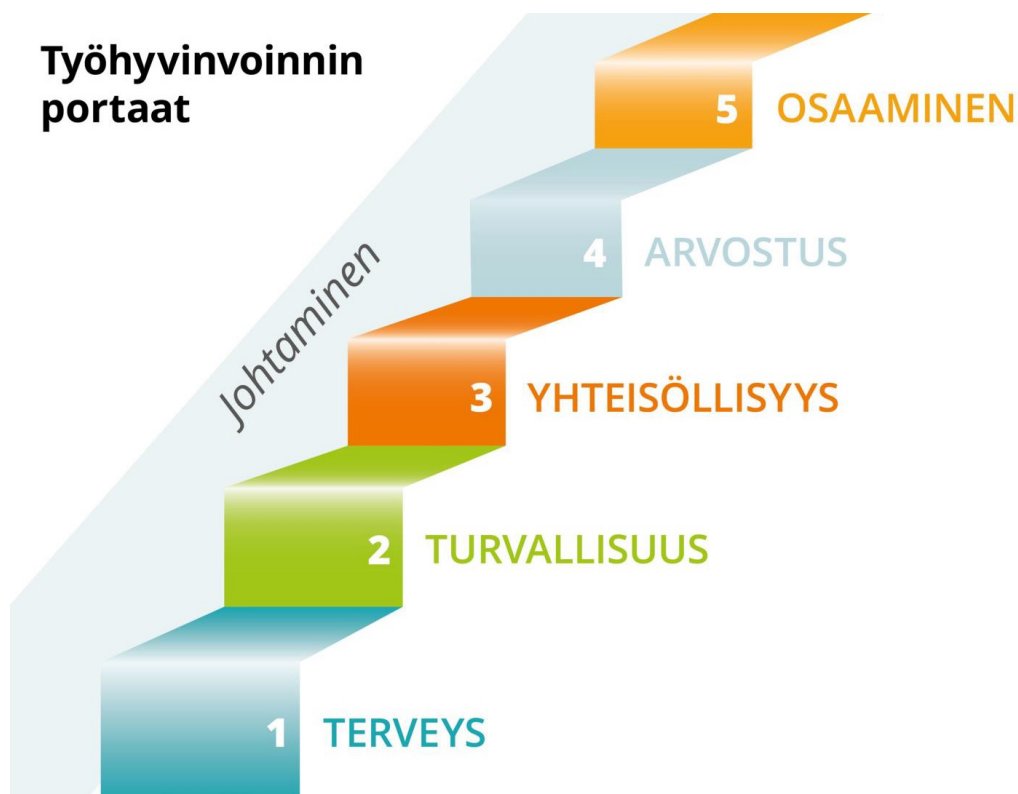 Työhyvinvoinnin
portaat
5 OSAAMINEN
4 ARVOSTUS
Johtaminen
3 YHTEISÖLLISYYS
2 TURVALLISUUS
1 TERVEYS